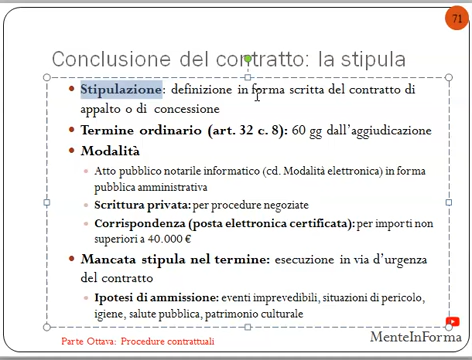 71
Conclusione del contratto: la stipula
Stipulazione: definizione in forma scritta del contratto di
appalto o di concessione
Termine ordinario (art. 32 c. 8): 60 gg dall'aggiudicazione
Modalità
Atto pubblico notarile informatico (cd. Modalità elettronica) in forma
pubblica amministrativa
Scrittura privata: per procedure negoziate
Corrispondenza (posta elettronica certificata): per importi non
superiori a 40.000 €
Mancata stipula nel termine: esecuzione in via d'urgenza
del contratto
Ipotesi di ammissione: eventi imprevedibili, situazioni di pericolo,
igiene, salute pubblica, patrimonio culturale
Parte Ottava: Procedure contrattuali
MenteInForma